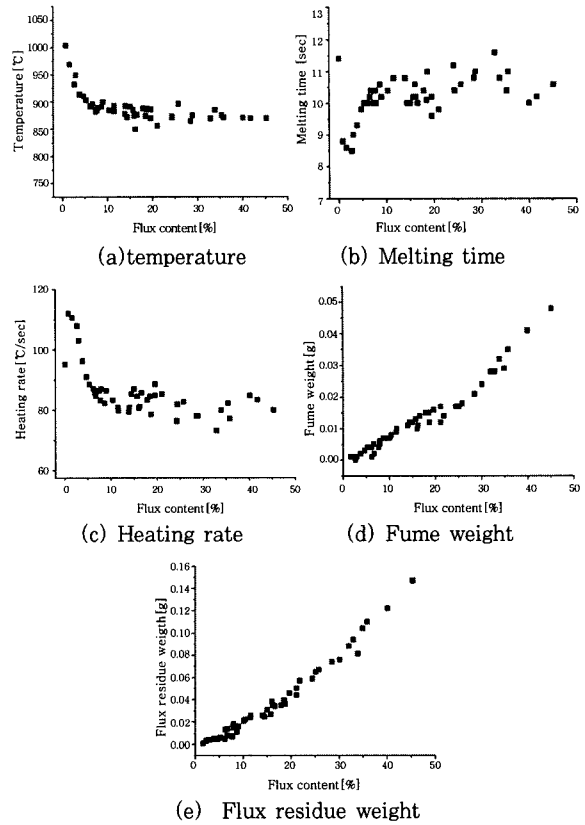 1050
1000
950
900
850
800
750
Temperature[℃]
0 10 20 30 40 50
Flux content[%]
(a)temperature
12
11
10
9
8
7
Melting time [sec]
0 10 20 30 40 50
Flux content[%]
(b) Melting time
120
100
80
60
Heating rate[℃/sec]
0 10 20 30 40 50
Flux content[%]
(c) Heating rate
0.05
0.04
0.03
0.02
0.01
0.00
Fume weight[g]
0 10 20 30 40 50
Flux content[%]
(d) Fume weight
0.16
0.14
0.12
0.10
0.08
0.06
0.04
0.02
0.00
Flux residue weigth[g]
0 10 20 30 40 50
Flux content[%]
(e) Flux residue weight